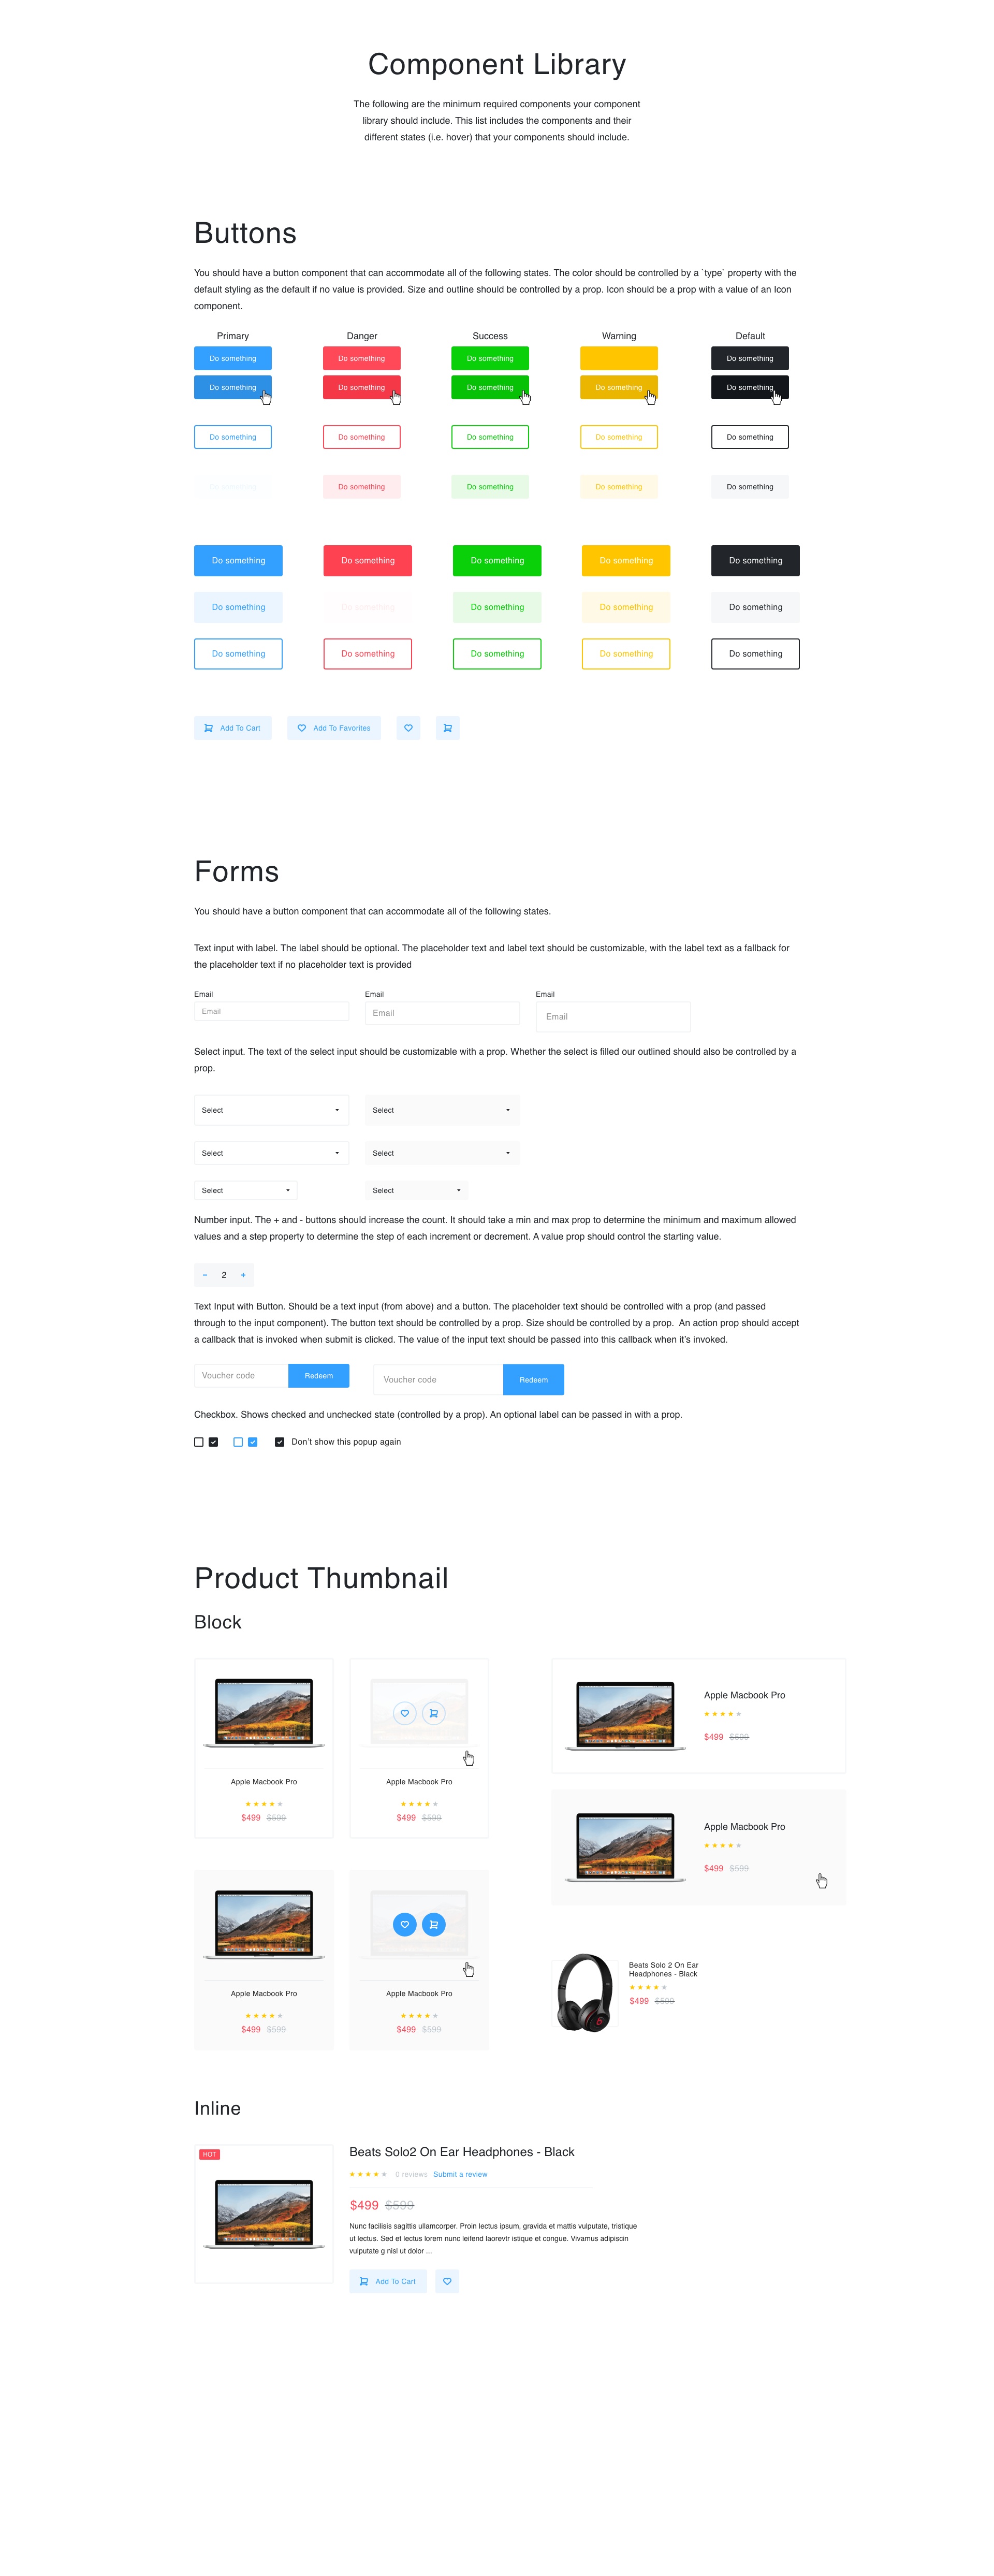 Component Library
The following are the minimum required components your component
library should include. This list includes the components and their
different states (i.e. hover) that your components should include.
Buttons
You should have a button component that can accommodate all of the following states. The color should be controlled by a `type` property with the
default styling as the default if no value is provided. Size and outline should be controlled by a prop. Icon should be a prop with a value of an Icon
component.
Primary Danger Success Warning Default
Do something Do something Do something Do something
Do something Do something Do something Do something Do something
Do something Do something Do something Do something Do something
Do something Do something Do something Do something Do something
Do something Do something Do something Do something Do something
Do something Do something Do something Do something Do something
Do something Do something Do something Do something Do something
Add To Cart Add To Favorites
Forms
You should have a button component that can accommodate all of the following states.
Text input with label. The label should be optional. The placeholder text and label text should be customizable, with the label text as a fallback for
the placeholder text if no placeholder text is provided
Email Email Email
Email Email Email
Select input. The text of the select input should be customizable with a prop. Whether the select is filled our outlined should also be controlled by a
prop.
Select Select
Select Select
Select Select
Number input. The + and - buttons should increase the count. It should take a min and max prop to determine the minimum and maximum allowed
values and a step property to determine the step of each increment or decrement. A value prop should control the starting value.
− 2 +
Text Input with Button. Should be a text input (from above) and a button. The placeholder text should be controlled with a prop (and passed
through to the input component). The button text should be controlled by a prop. Size should be controlled by a prop.  An action prop should accept
a callback that is invoked when submit is clicked. The value of the input text should be passed into this callback when it’s invoked.
Voucher code Redeem Voucher code Redeem
Checkbox. Shows checked and unchecked state (controlled by a prop). An optional label can be passed in with a prop.
Don’t show this popup again
Product Thumbnail
Block
Apple Macbook Pro
$499 $599
Apple Macbook Pro
$499 $599
Apple Macbook Pro
$499 $599
Apple Macbook Pro
$499 $599
Apple Macbook Pro
$499 $599
Apple Macbook Pro
$499 $599
Beats Solo 2 On Ear
Headphones - Black
$499 $599
Inline
HOT
Beats Solo2 On Ear Headphones - Black
0 reviews Submit a review
$499 $599
Nunc facilisis sagittis ullamcorper. Proin lectus ipsum, gravida et mattis vulputate, tristique
ut lectus. Sed et lectus lorem nunc leifend laorevtr istique et congue. Vivamus adipiscin
vulputate g nisl ut dolor ...
Add To Cart